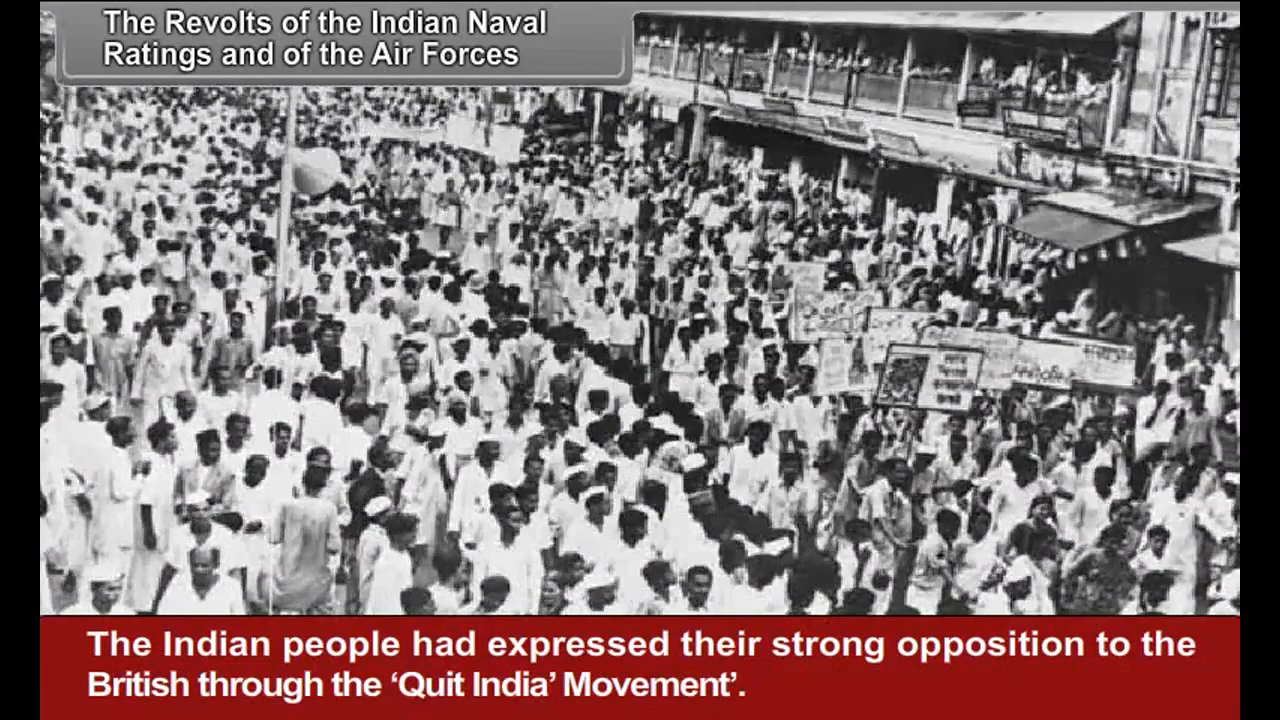 The Revolts of the Indian Naval
Ratings and of the Air Forces
The Indian people had expressed their strong opposition to the
British through the ‘Quit India’ Movement’.